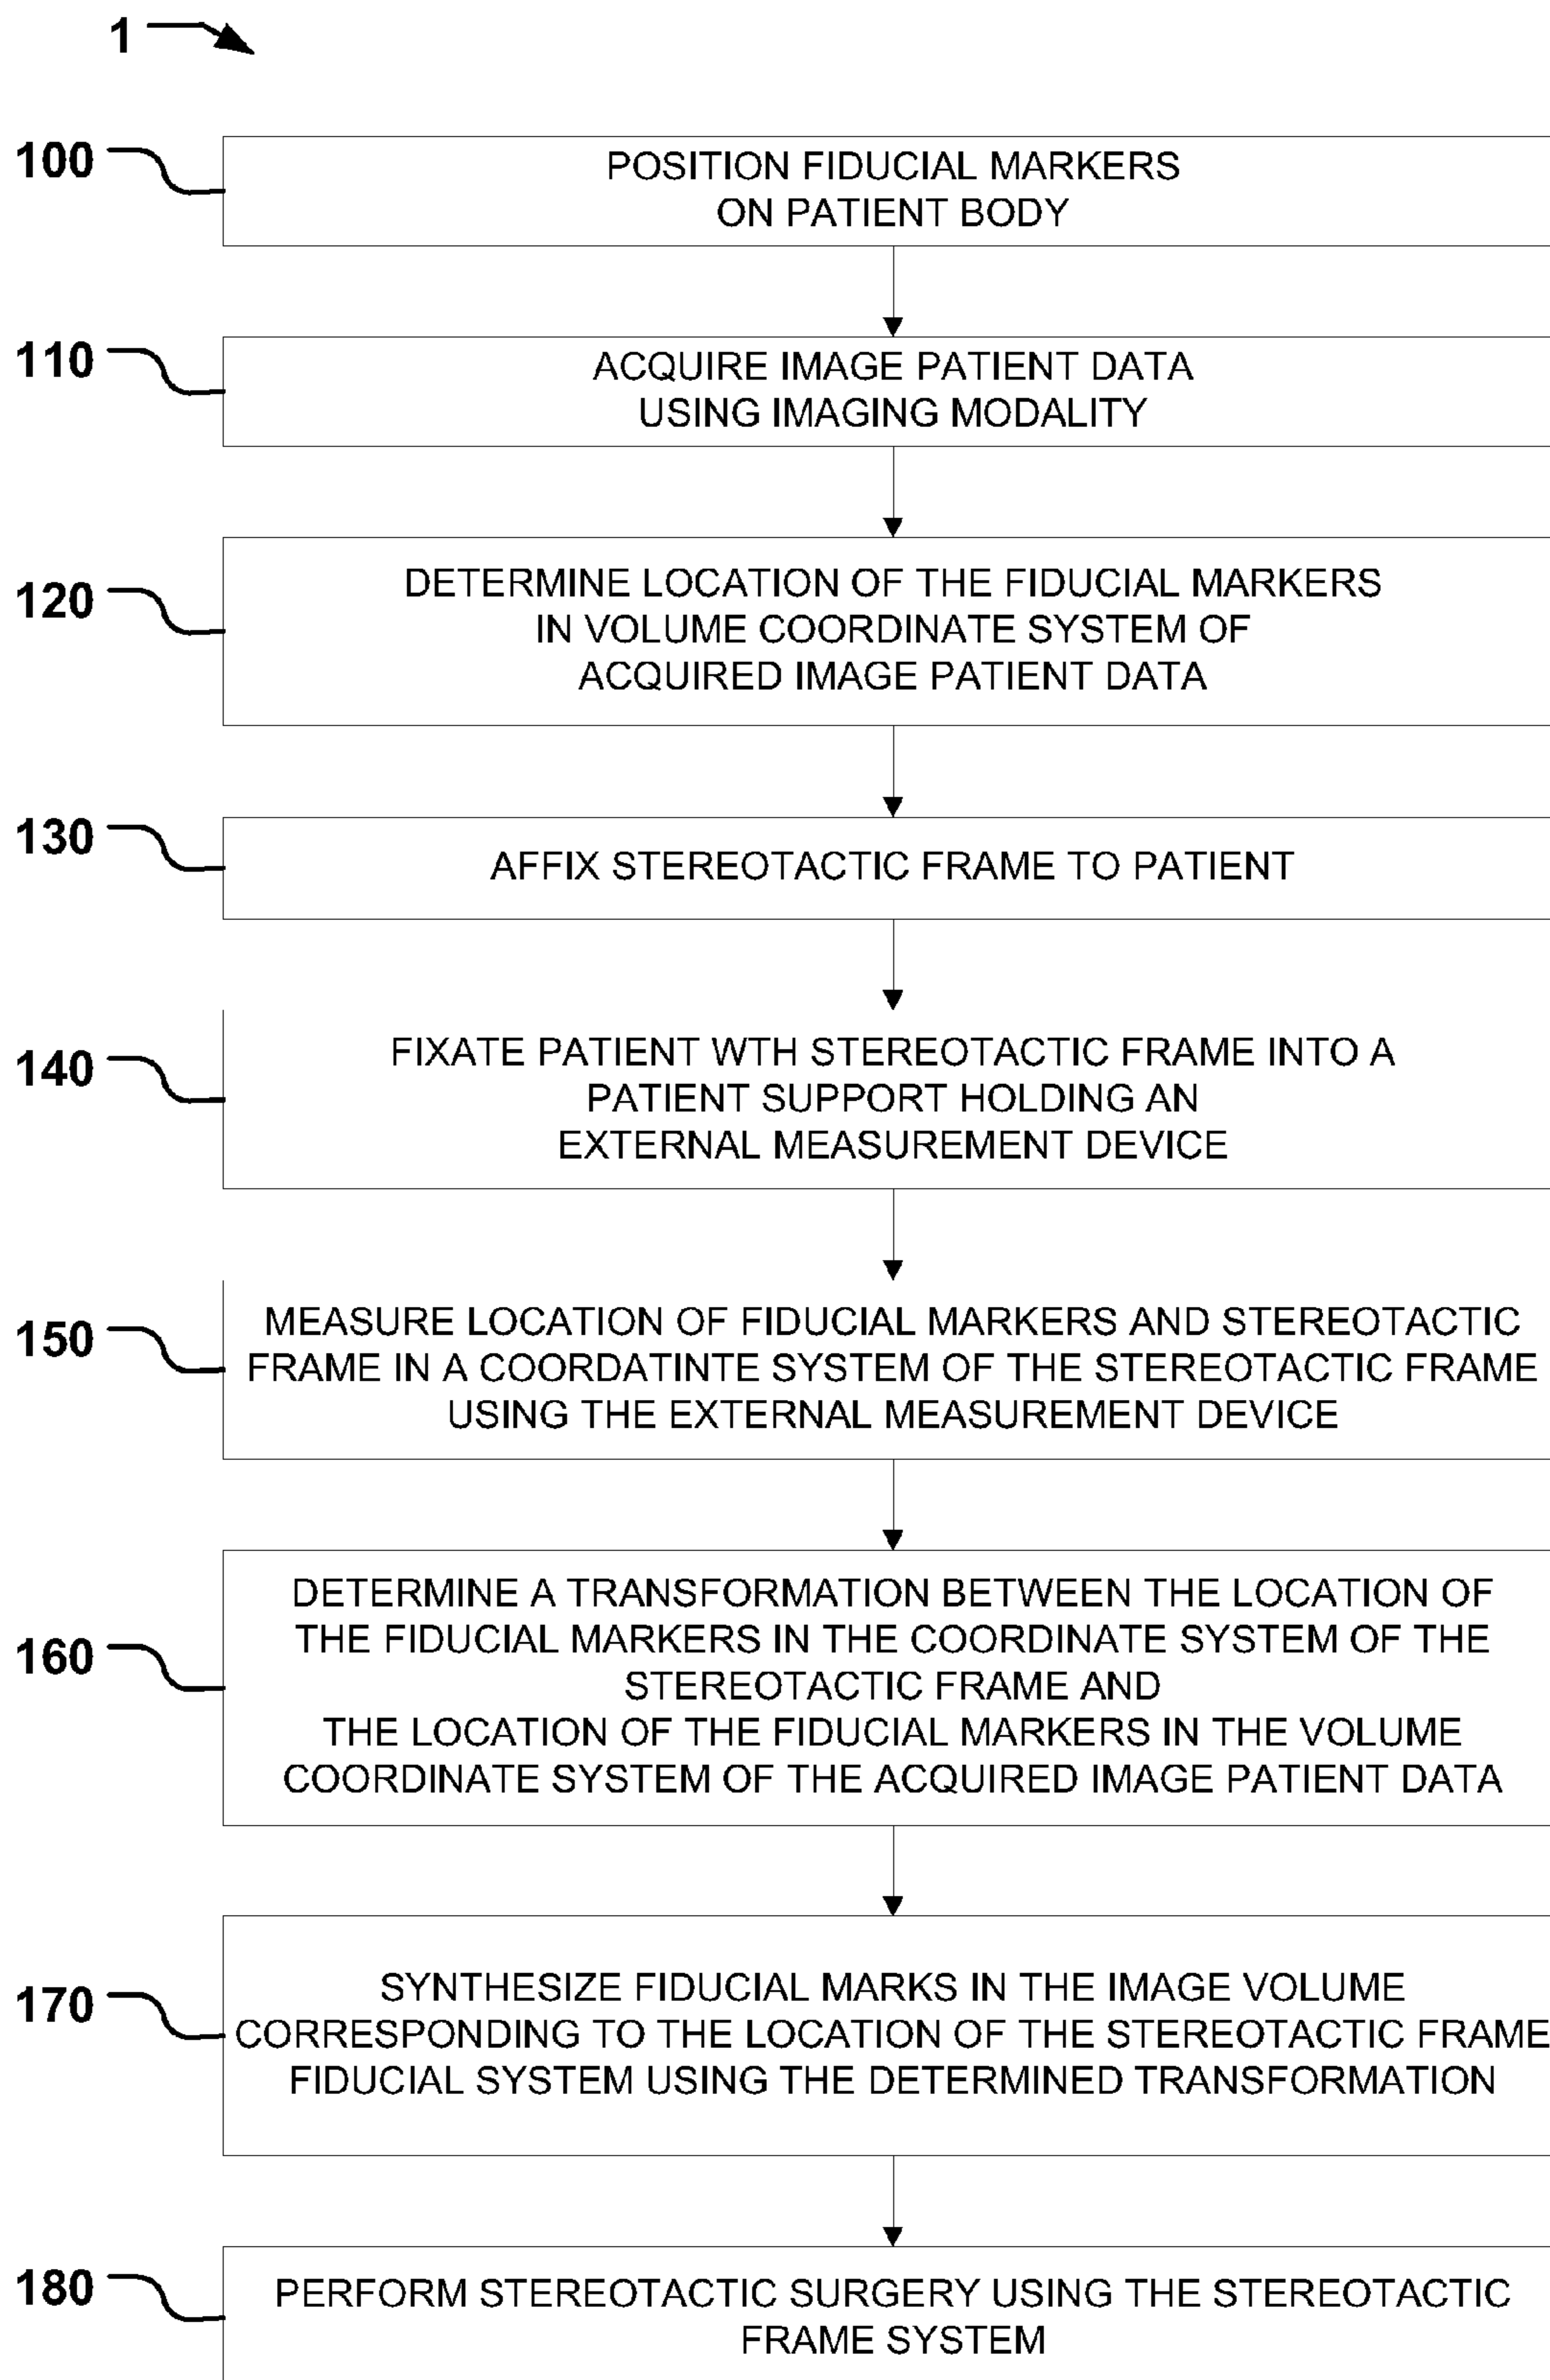 1
100
POSITION FIDUCIAL MARKERS
ON PATIENT BODY
110
ACQUIRE IMAGE PATIENT DATA
USING IMAGING MODALITY
120
DETERMINE LOCATION OF THE FIDUCIAL MARKERS
IN VOLUME COORDINATE SYSTEM OF
ACQUIRED IMAGE PATIENT DATA
130
AFFIX STEREOTACTIC FRAME TO PATIENT
140
FIXATE PATIENT WTH STEREOTACTIC FRAME INTO A
PATIENT SUPPORT HOLDING AN
EXTERNAL MEASUREMENT DEVICE
150
MEASURE LOCATION OF FIDUCIAL MARKERS AND STEREOTACTIC
FRAME IN A COORDATINTE SYSTEM OF THE STEREOTACTIC FRAME
USING THE EXTERNAL MEASUREMENT DEVICE
160
DETERMINE A TRANSFORMATION BETWEEN THE LOCATION OF
THE FIDUCIAL MARKERS IN THE COORDINATE SYSTEM OF THE
STEREOTACTIC FRAME AND
THE LOCATION OF THE FIDUCIAL MARKERS IN THE VOLUME
COORDINATE SYSTEM OF THE ACQUIRED IMAGE PATIENT DATA
170
SYNTHESIZE FIDUCIAL MARKS IN THE IMAGE VOLUME
CORRESPONDING TO THE LOCATION OF THE STEREOTACTIC FRAME
FIDUCIAL SYSTEM USING THE DETERMINED TRANSFORMATION
180
PERFORM STEREOTACTIC SURGERY USING THE STEREOTACTIC
FRAME SYSTEM